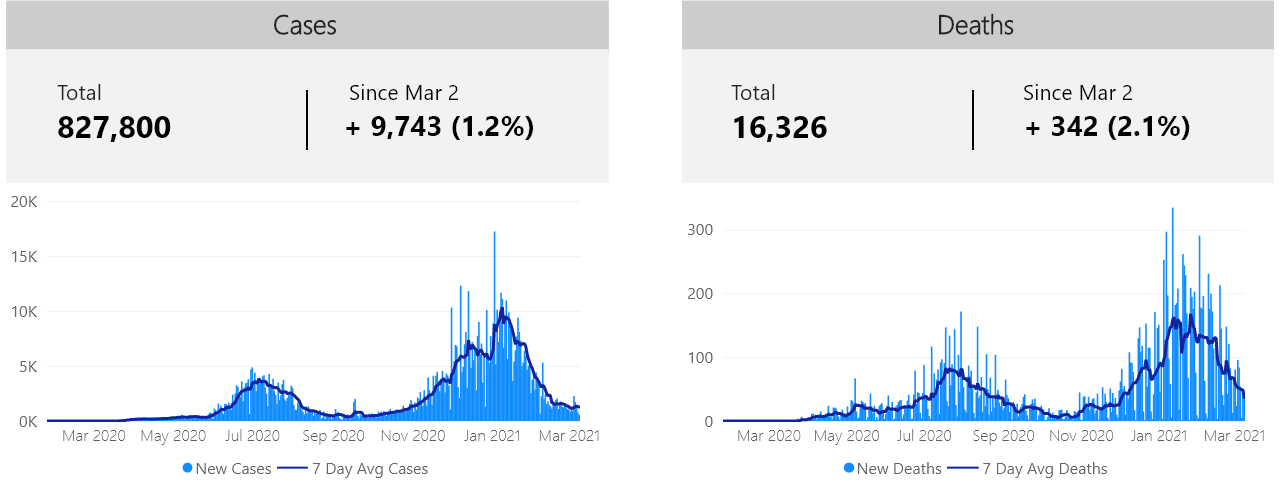 Cases
Total
827,800
Since Mar 2
+ 9,743 (1.2%)
20K
15K
10K
5K
0K
Mar 2020 May 2020 Jul 2020 Sep 2020 Nov 2020 Jan 2021 Mar 2021
New Cases 7 Day Avg Cases
Deaths
Total
16,326
Since Mar 2
+ 342 (2.1%)
300
200
100
0
Mar 2020 May 2020 Jul 2020 Sep 2020 Nov 2020 Jan 2021 Mar 2021
New Deaths 7 Day Avg Deaths